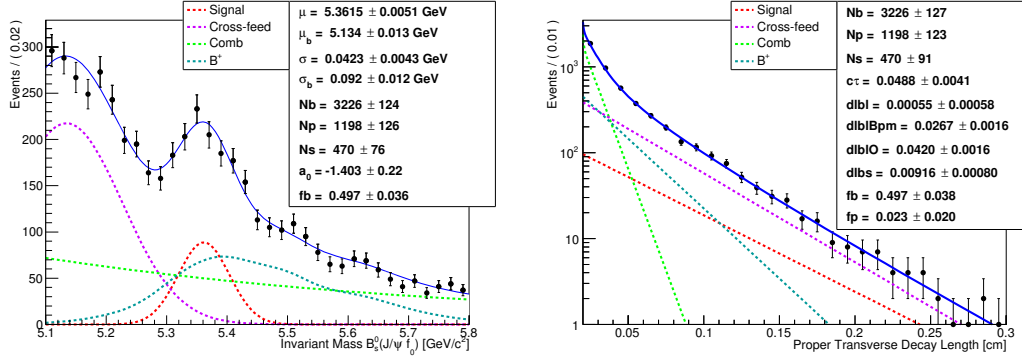 Events / ( 0.02 )
300
250
200
150
100
50
0
5.1 5.2 5.3 5.4 5.5 5.6 5.7 5.8
Invariant Mass B_s^0(J/ψ f_0) [GeV/c²]
Signal
Cross-feed
Comb
B⁺
μ = 5.3615 ± 0.0051 GeV
μ_b = 5.134 ± 0.013 GeV
σ = 0.0423 ± 0.0043 GeV
σ_b = 0.092 ± 0.012 GeV
Nb = 3226 ± 124
Np = 1198 ± 126
Ns = 470 ± 76
a_0 = -1.403 ± 0.22
fb = 0.497 ± 0.036
Events / ( 0.01 )
10³
10²
10
1
0.05 0.1 0.15 0.2 0.25 0.3
Proper Transverse Decay Length [cm]
Signal
Cross-feed
Comb
B⁺
Nb = 3226 ± 127
Np = 1198 ± 123
Ns = 470 ± 91
cτ = 0.0488 ± 0.0041
dlbl = 0.00055 ± 0.00058
dlblBpm = 0.0267 ± 0.0016
dlblO = 0.0420 ± 0.0016
dlbs = 0.00916 ± 0.00080
fb = 0.497 ± 0.038
fp = 0.023 ± 0.020